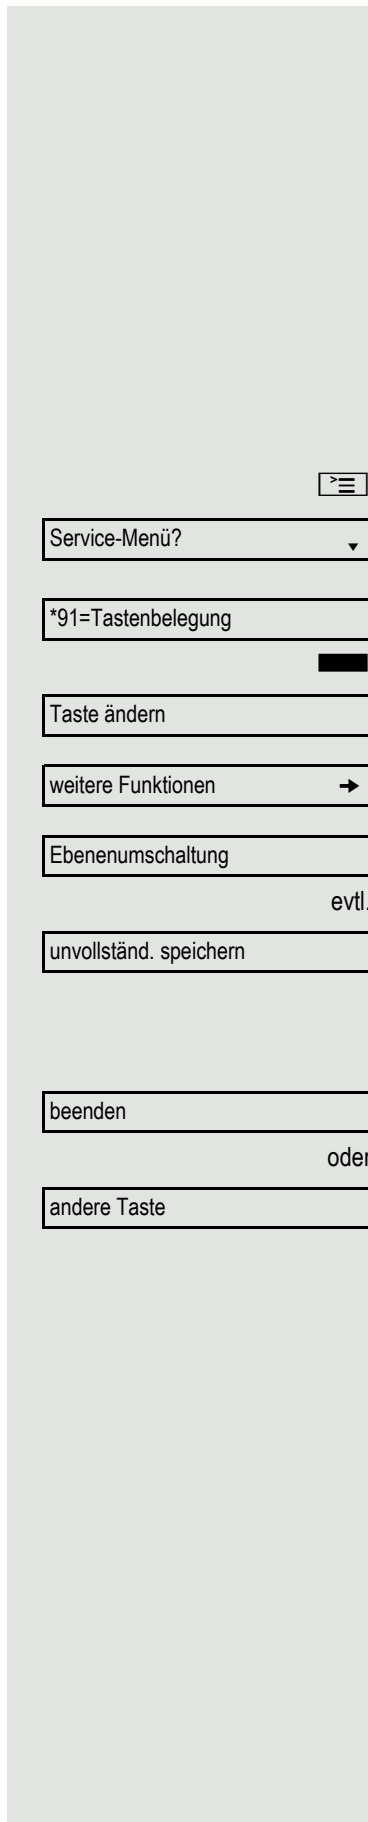 Service-Menü?
*91=Tastenbelegung
Taste ändern
weitere Funktionen
Ebenenumschaltung
evtl.
unvollständ. speichern
beenden
oder
andere Taste